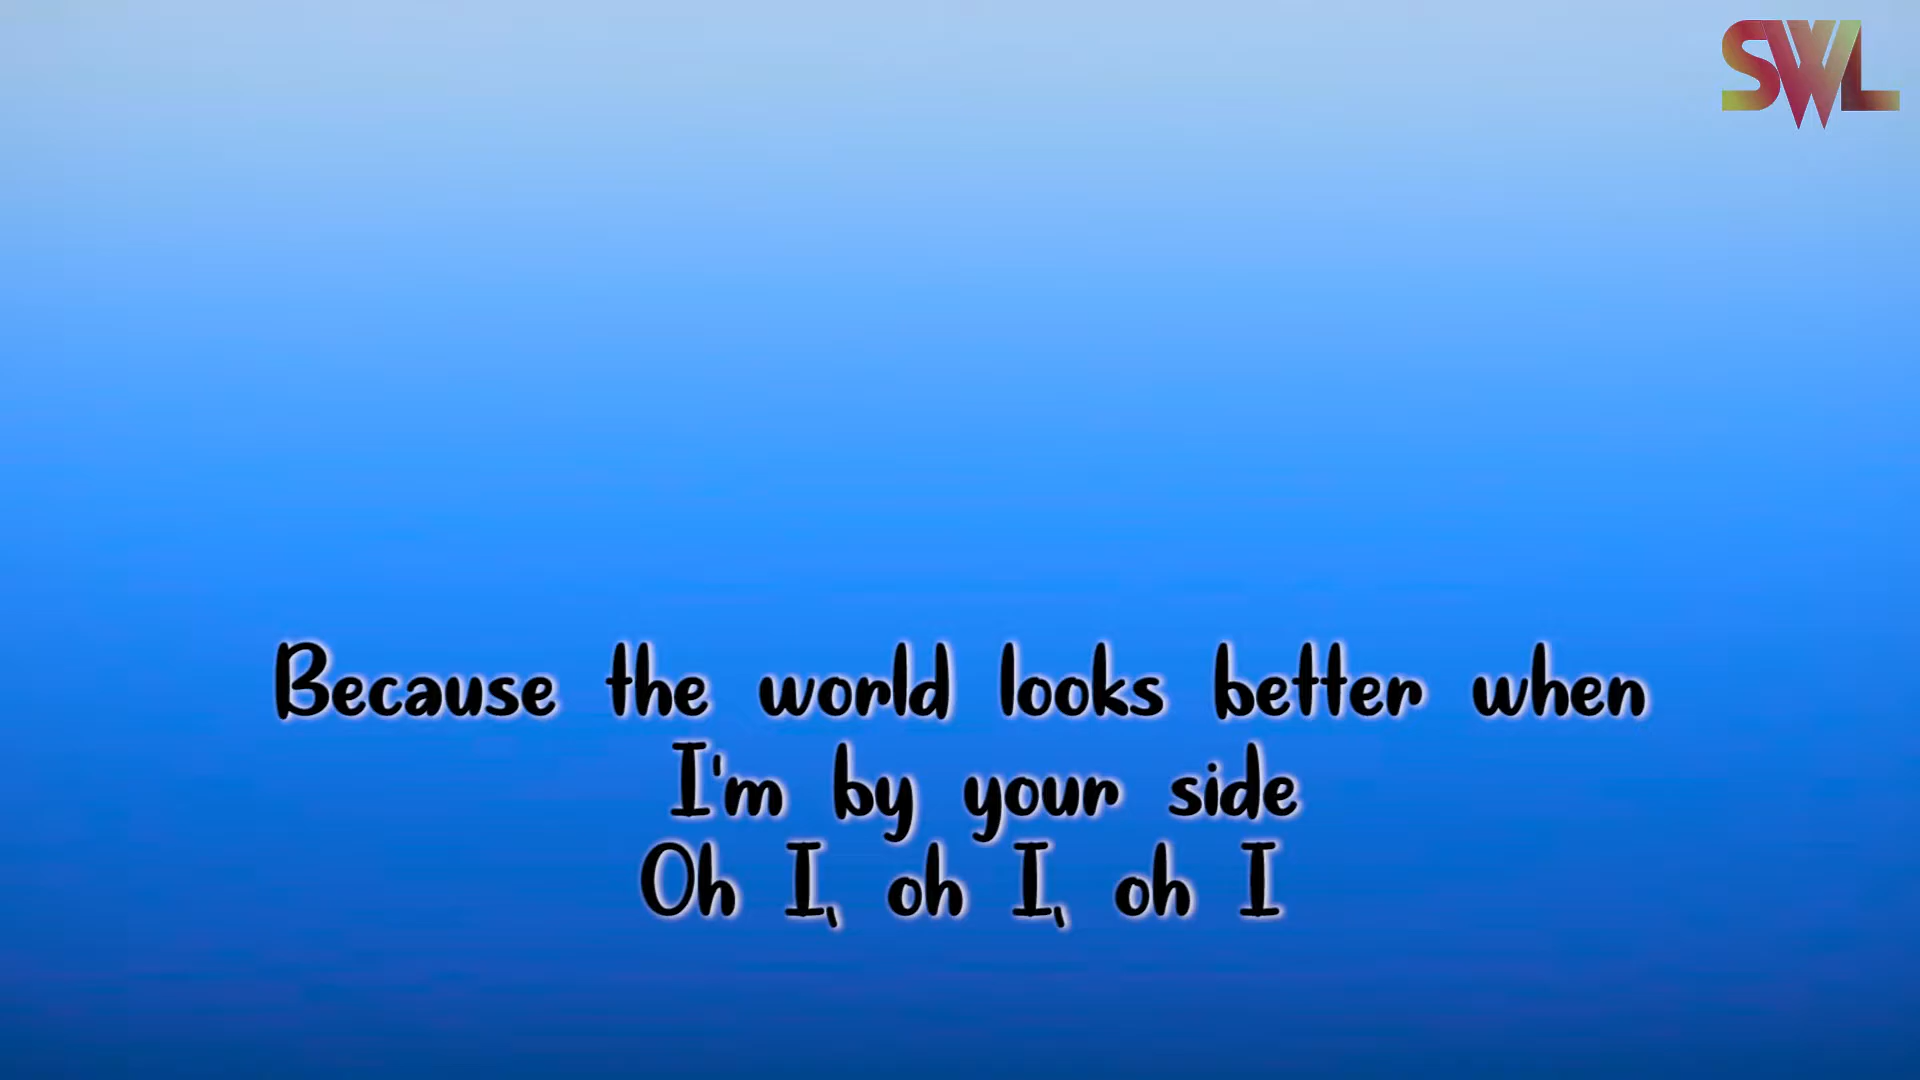 SWL
Because the world looks better when
I'm by your side
Oh I, oh I, oh I